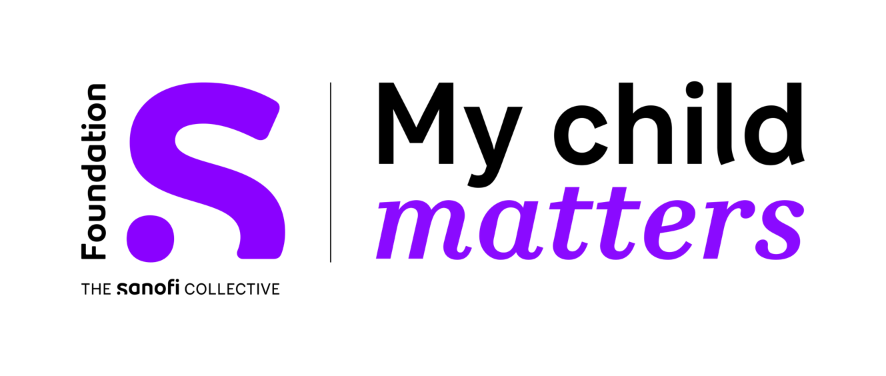 Foundation
S
THE sanofi COLLECTIVE
My child
matters